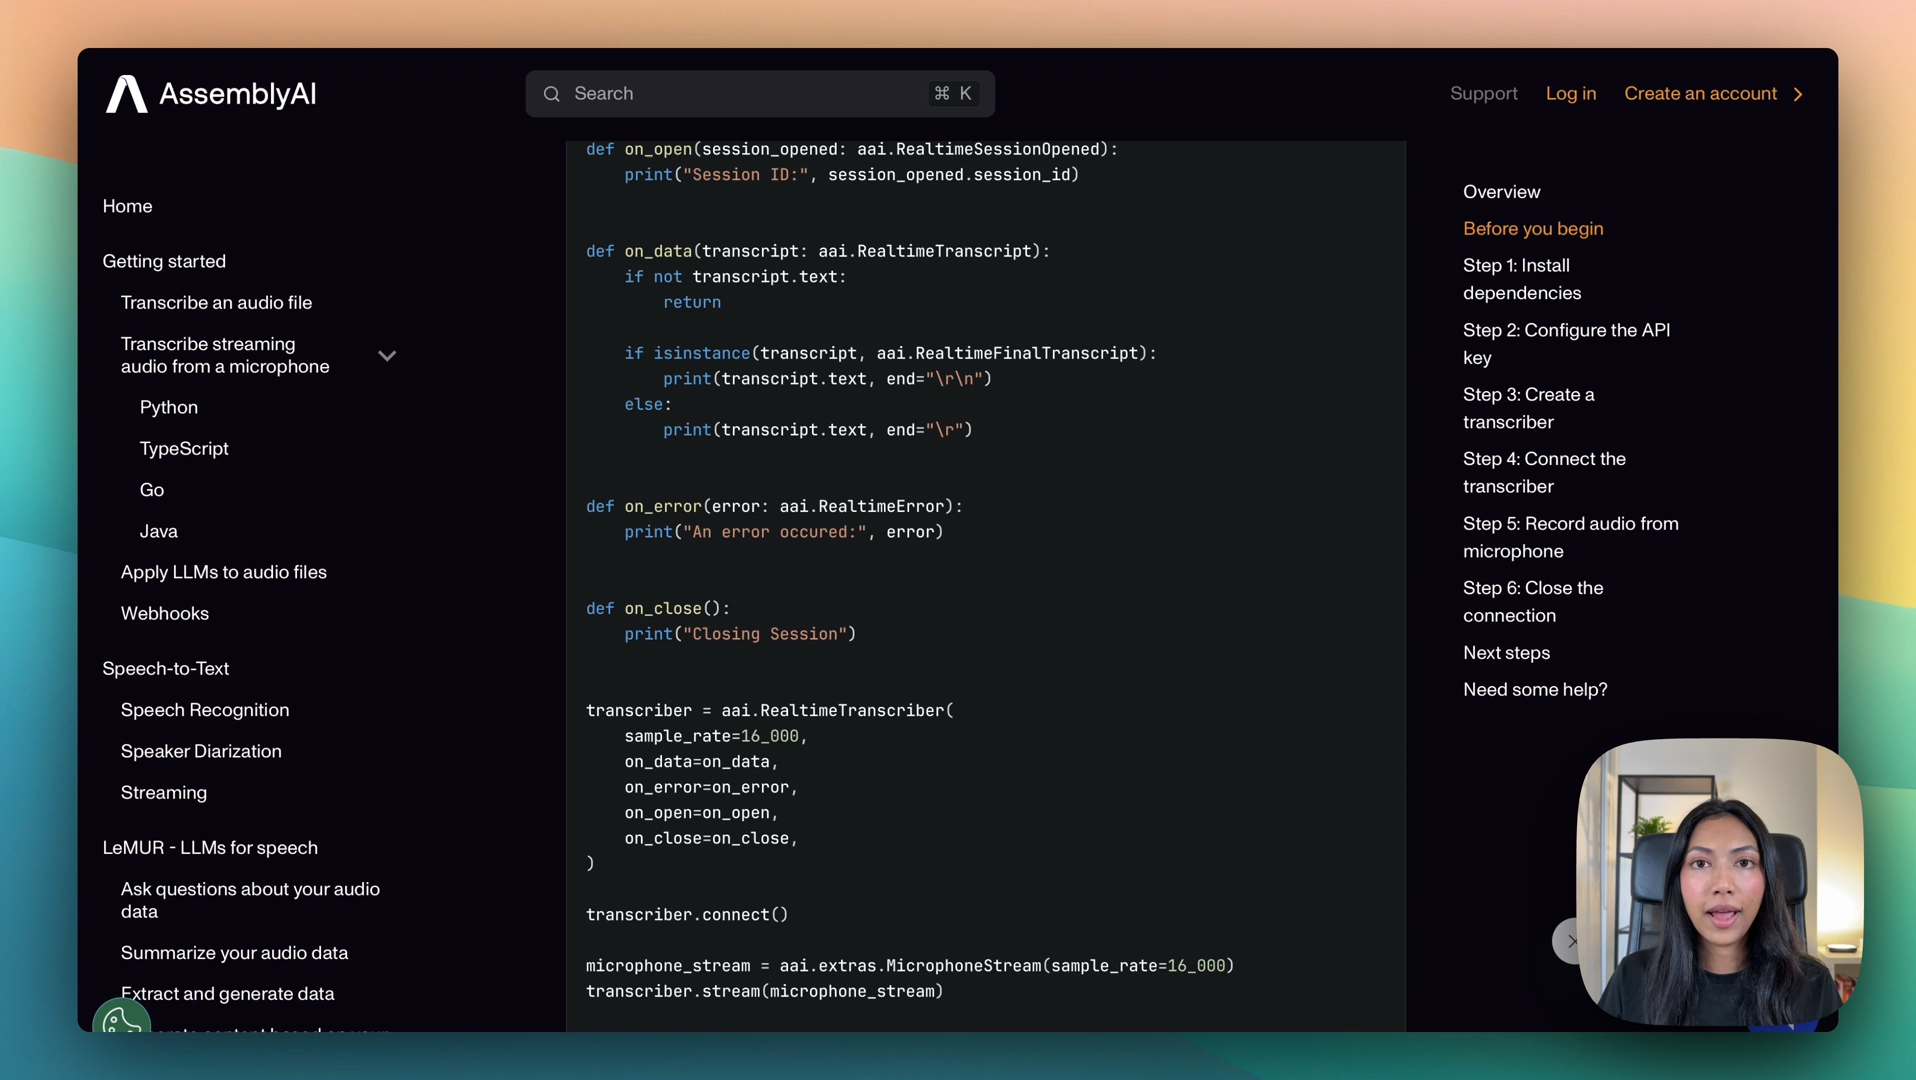 AssemblyAI
Search
⌘ K
Support
Log in
Create an account
Home
Getting started
Transcribe an audio file
Transcribe streaming
audio from a microphone
Python
TypeScript
Go
Java
Apply LLMs to audio files
Webhooks
Speech-to-Text
Speech Recognition
Speaker Diarization
Streaming
LeMUR - LLMs for speech
Ask questions about your audio
data
Summarize your audio data
Extract and generate data
def on_open(session_opened: aai.RealtimeSessionOpened):
    print("Session ID:", session_opened.session_id)
def on_data(transcript: aai.RealtimeTranscript):
    if not transcript.text:
        return
    if isinstance(transcript, aai.RealtimeFinalTranscript):
        print(transcript.text, end="\r\n")
    else:
        print(transcript.text, end="\r")
def on_error(error: aai.RealtimeError):
    print("An error occured:", error)
def on_close():
    print("Closing Session")
transcriber = aai.RealtimeTranscriber(
    sample_rate=16_000,
    on_data=on_data,
    on_error=on_error,
    on_open=on_open,
    on_close=on_close,
)
transcriber.connect()
microphone_stream = aai.extras.MicrophoneStream(sample_rate=16_000)
transcriber.stream(microphone_stream)
Overview
Before you begin
Step 1: Install
dependencies
Step 2: Configure the API
key
Step 3: Create a
transcriber
Step 4: Connect the
transcriber
Step 5: Record audio from
microphone
Step 6: Close the
connection
Next steps
Need some help?